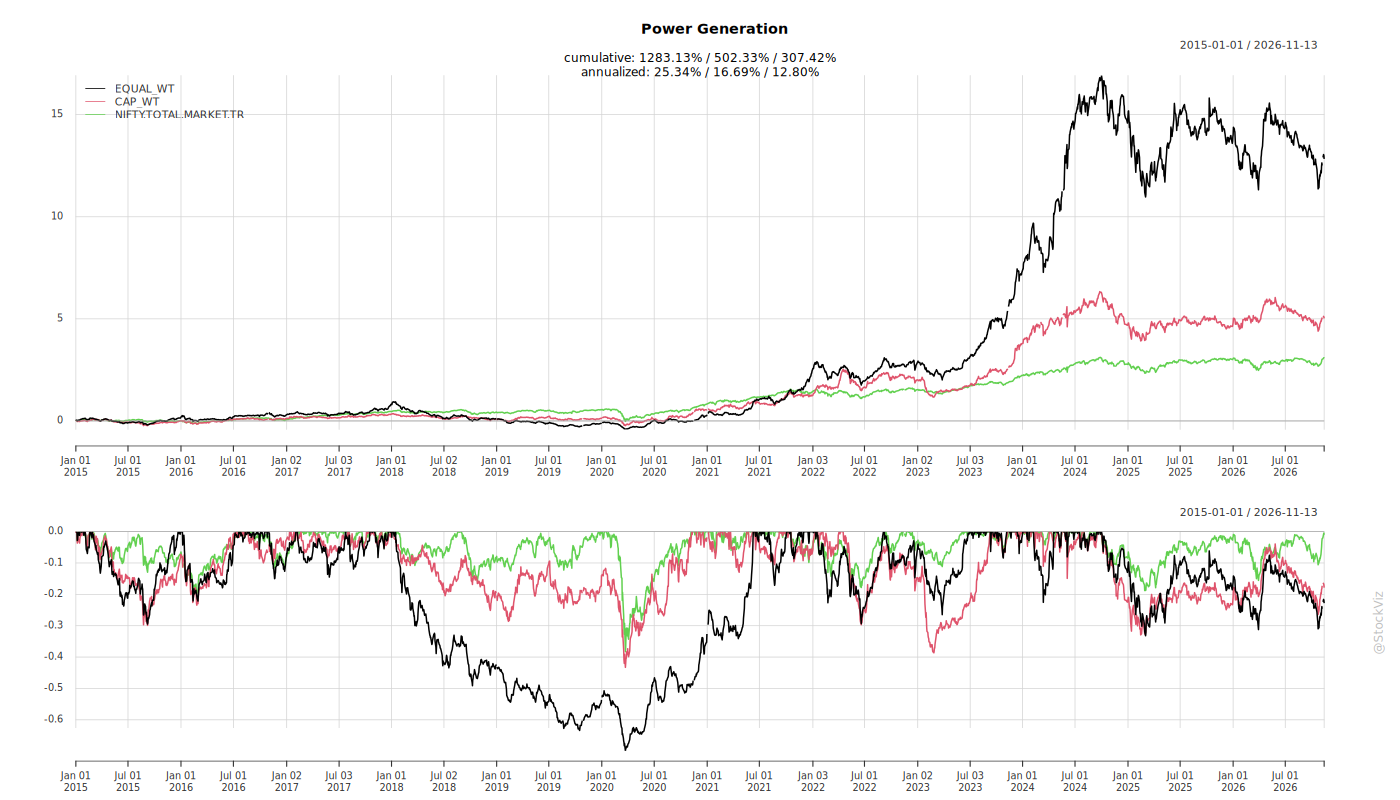 Power Generation
2015-01-01 / 2026-11-13
cumulative: 1283.13% / 502.33% / 307.42%
annualized: 25.34% / 16.69% / 12.80%
EQUAL_WT
CAP_WT
NIFTY.TOTAL.MARKET.TR
15
10
5
0
Jan 01 Jul 01 Jan 01 Jul 01 Jan 02 Jul 03 Jan 01 Jul 02 Jan 01 Jul 01 Jan 01 Jul 01 Jan 01 Jul 01 Jan 03 Jul 01 Jan 02 Jul 03 Jan 01 Jul 01 Jan 01 Jul 01 Jan 01 Jul 01
2015 2015 2016 2016 2017 2017 2018 2018 2019 2019 2020 2020 2021 2021 2022 2022 2023 2023 2024 2024 2025 2025 2026 2026
2015-01-01 / 2026-11-13
0.0
-0.1
-0.2
-0.3
-0.4
-0.5
-0.6
Jan 01 Jul 01 Jan 01 Jul 01 Jan 02 Jul 03 Jan 01 Jul 02 Jan 01 Jul 01 Jan 01 Jul 01 Jan 01 Jul 01 Jan 03 Jul 01 Jan 02 Jul 03 Jan 01 Jul 01 Jan 01 Jul 01 Jan 01 Jul 01
2015 2015 2016 2016 2017 2017 2018 2018 2019 2019 2020 2020 2021 2021 2022 2022 2023 2023 2024 2024 2025 2025 2026 2026
@StockViz